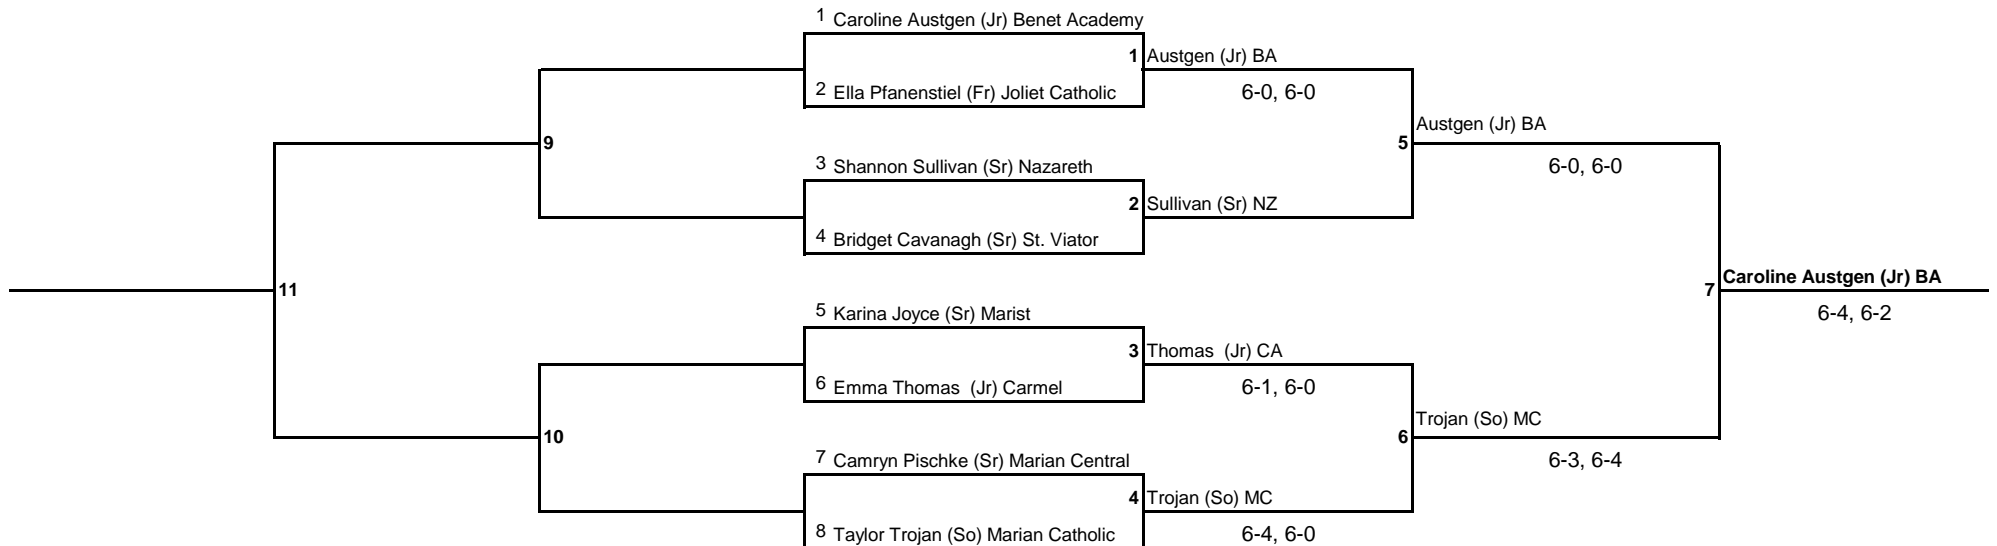 1 Caroline Austgen (Jr) Benet Academy
1 Austgen (Jr) BA
2 Ella Pfanenstiel (Fr) Joliet Catholic
6-0, 6-0
9
5 Austgen (Jr) BA
6-0, 6-0
3 Shannon Sullivan (Sr) Nazareth
2 Sullivan (Sr) NZ
4 Bridget Cavanagh (Sr) St. Viator
11
7 Caroline Austgen (Jr) BA
6-4, 6-2
5 Karina Joyce (Sr) Marist
3 Thomas (Jr) CA
6 Emma Thomas (Jr) Carmel
6-1, 6-0
10
6 Trojan (So) MC
6-3, 6-4
7 Camryn Pischke (Sr) Marian Central
4 Trojan (So) MC
8 Taylor Trojan (So) Marian Catholic
6-4, 6-0